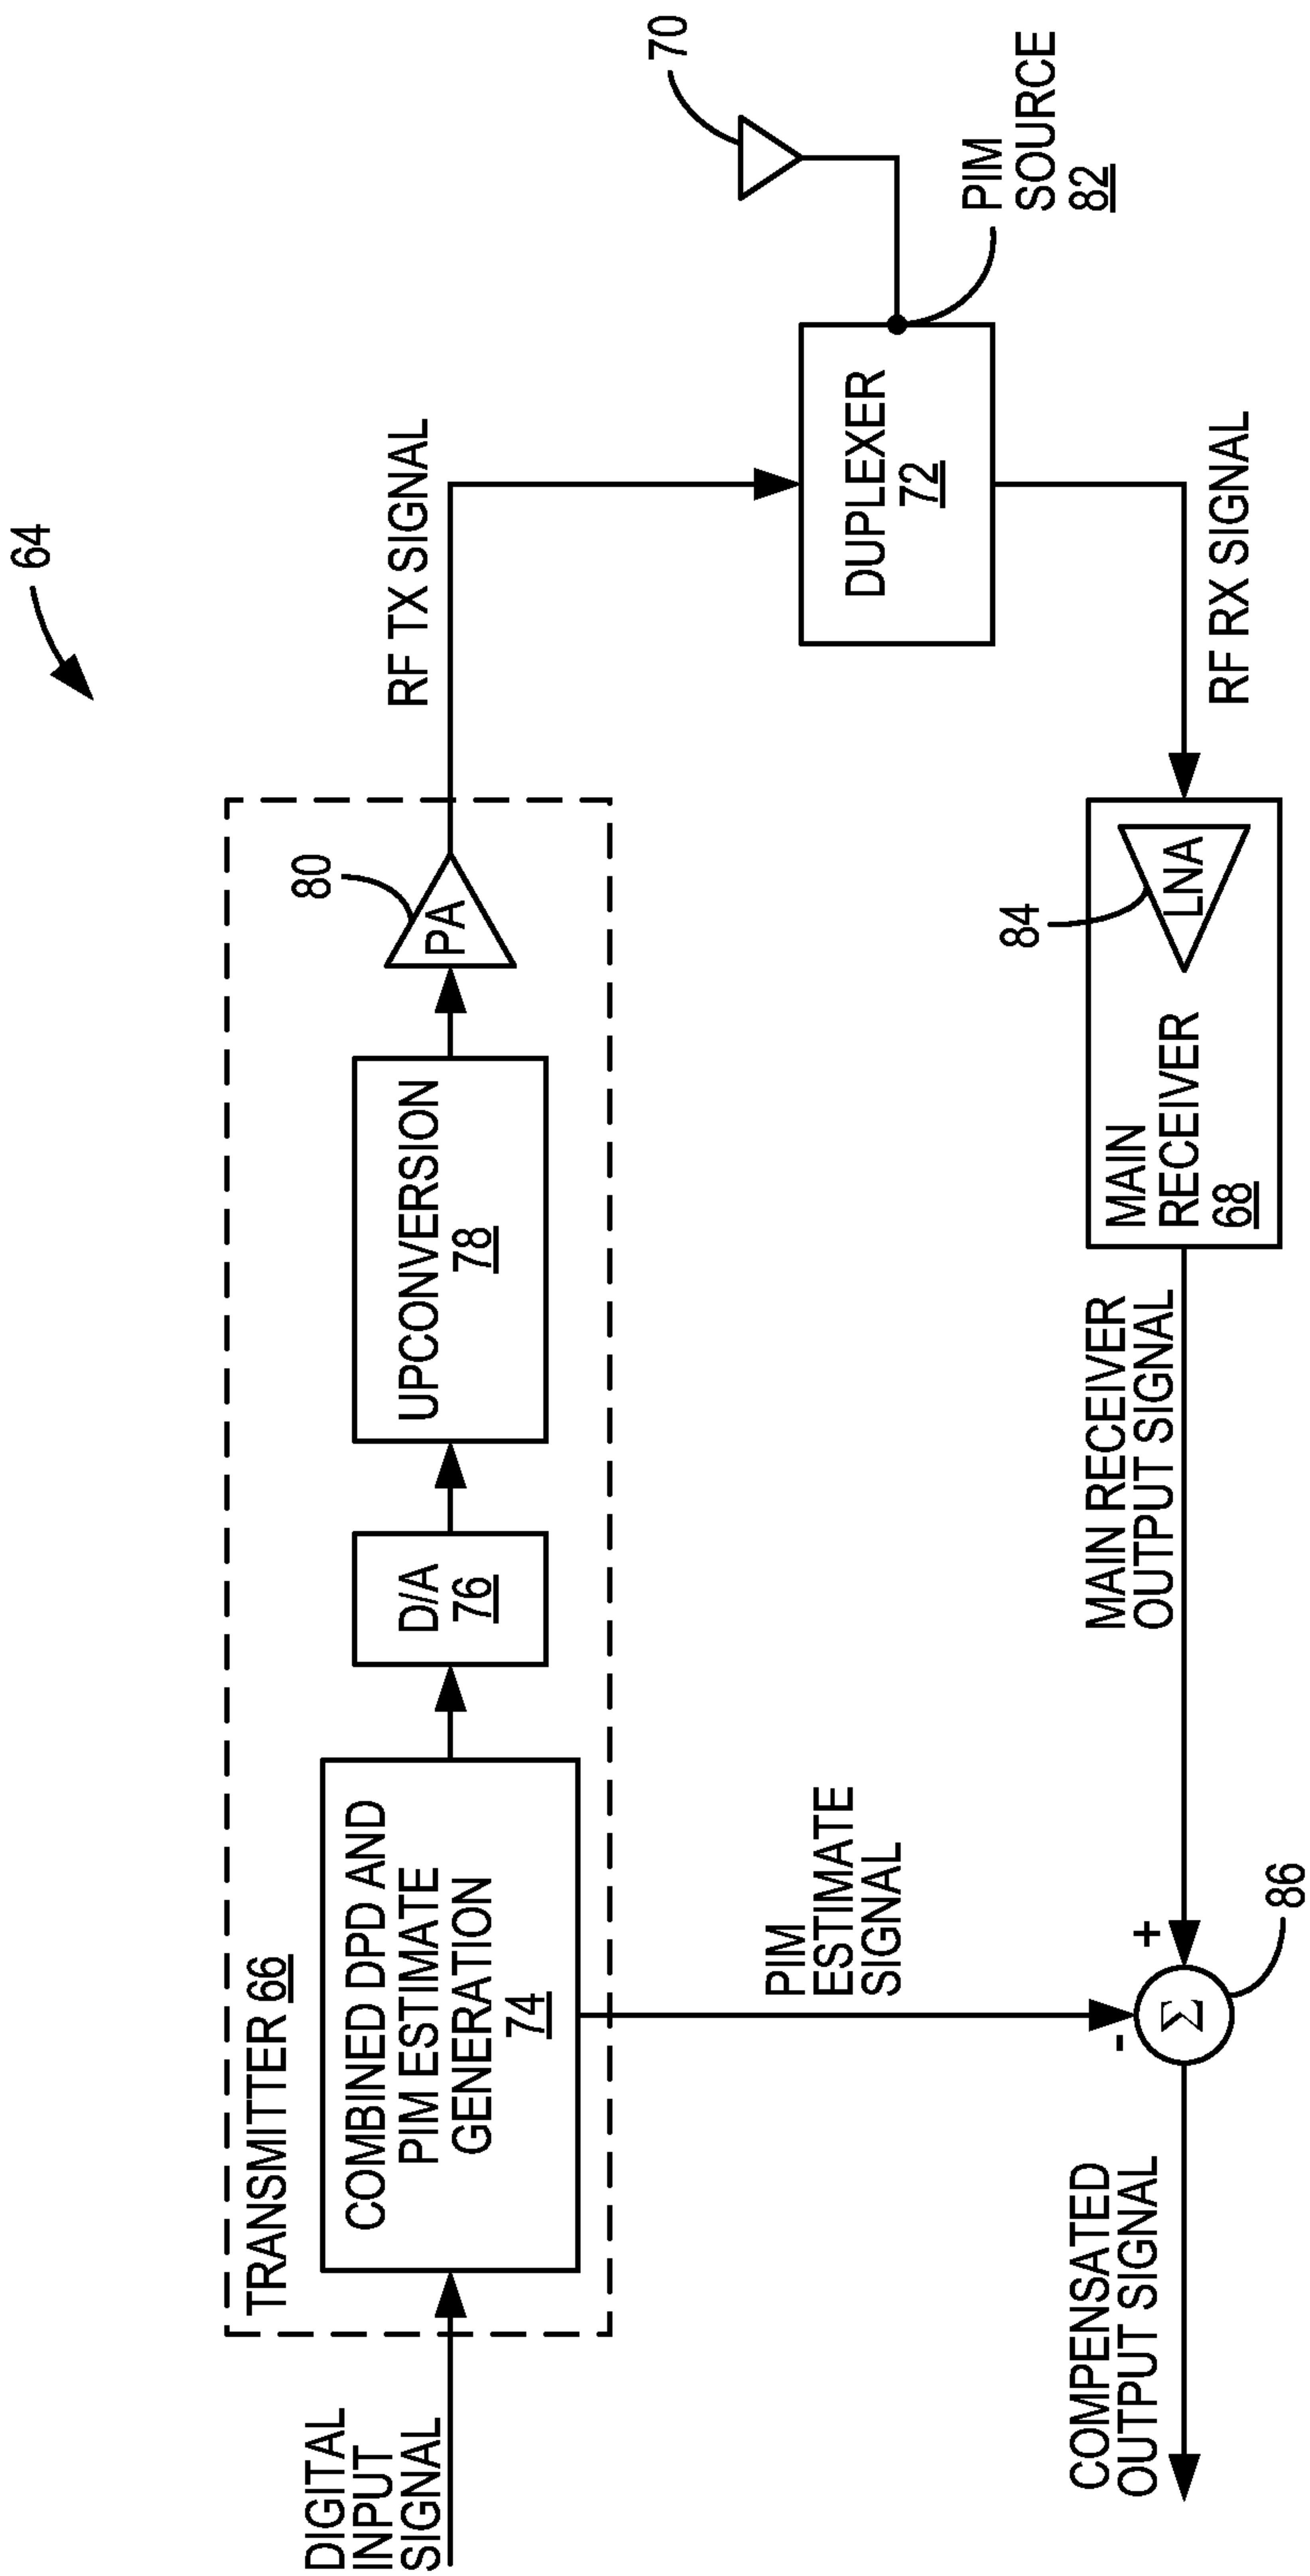 64
TRANSMITTER 66
DIGITAL
INPUT
SIGNAL
COMBINED DPD AND
PIM ESTIMATE
GENERATION
74
D/A
76
UPCONVERSION
78
80
PA
RF TX SIGNAL
70
DUPLEXER
72
PIM
SOURCE
82
PIM
ESTIMATE
SIGNAL
COMPENSATED
OUTPUT SIGNAL
-
+
Σ
86
MAIN RECEIVER
OUTPUT SIGNAL
MAIN
RECEIVER
68
84
LNA
RF RX SIGNAL